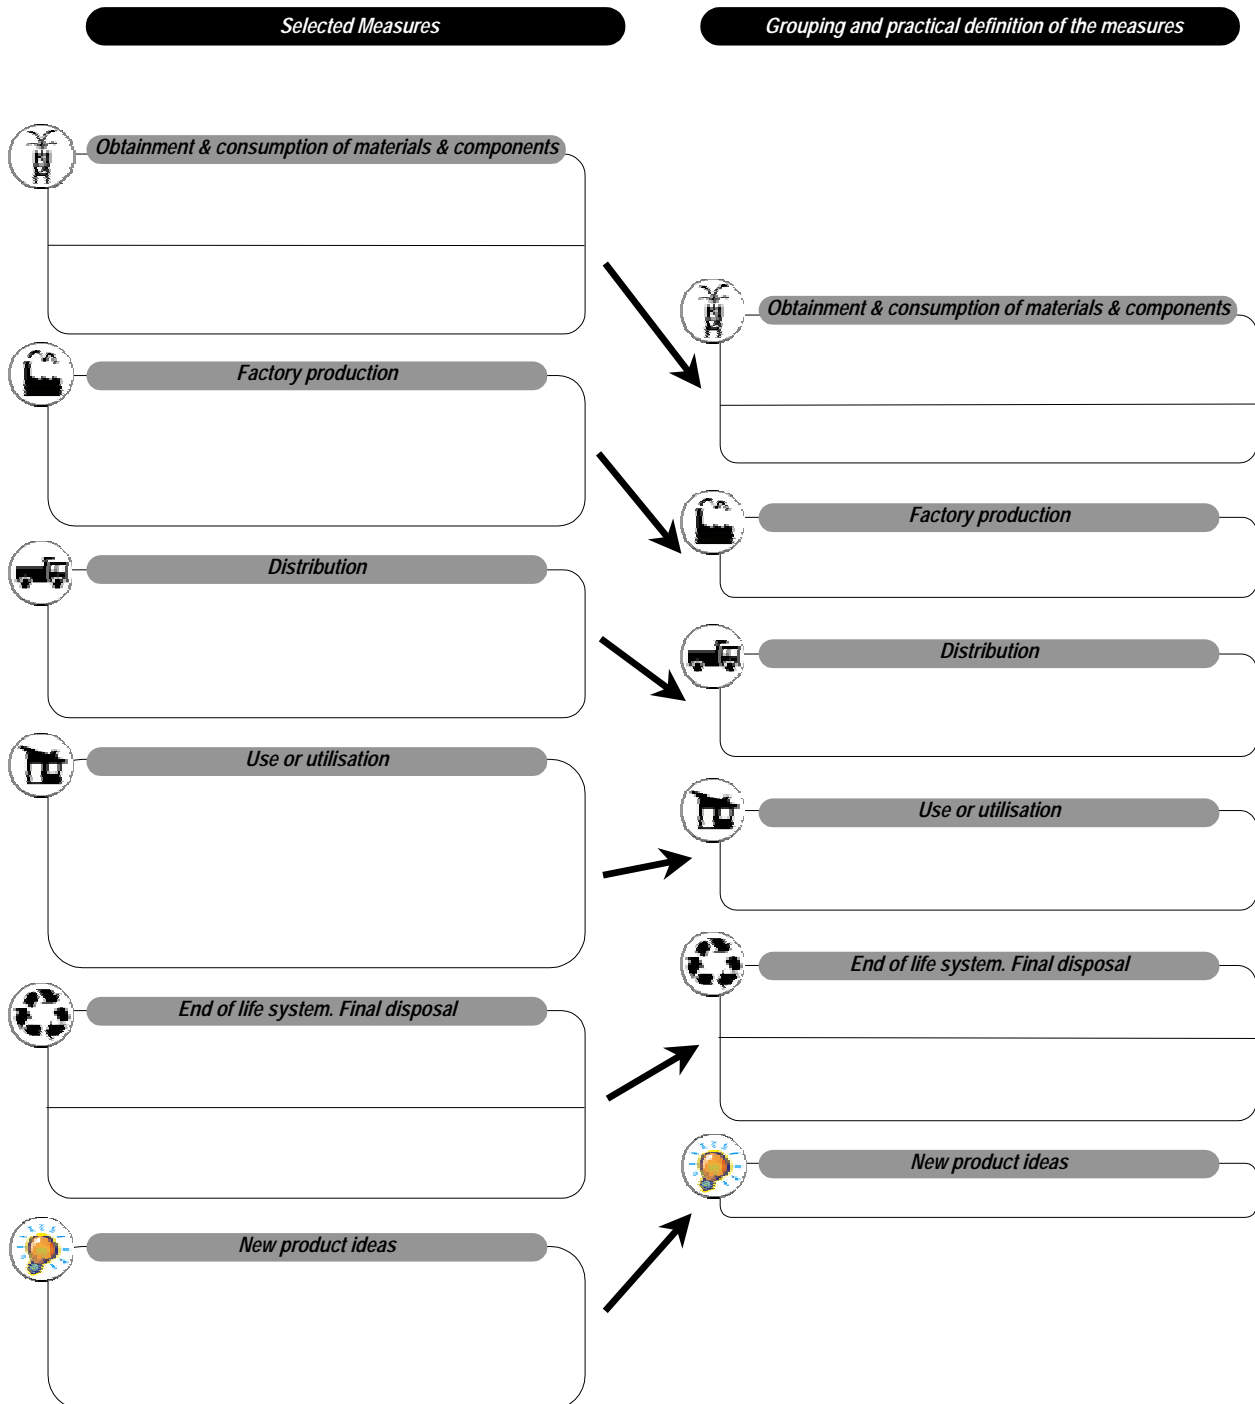 Selected Measures
Obtainment & consumption of materials & components
Factory production
Distribution
Use or utilisation
End of life system. Final disposal
New product ideas
Grouping and practical definition of the measures
Obtainment & consumption of materials & components
Factory production
Distribution
Use or utilisation
End of life system. Final disposal
New product ideas